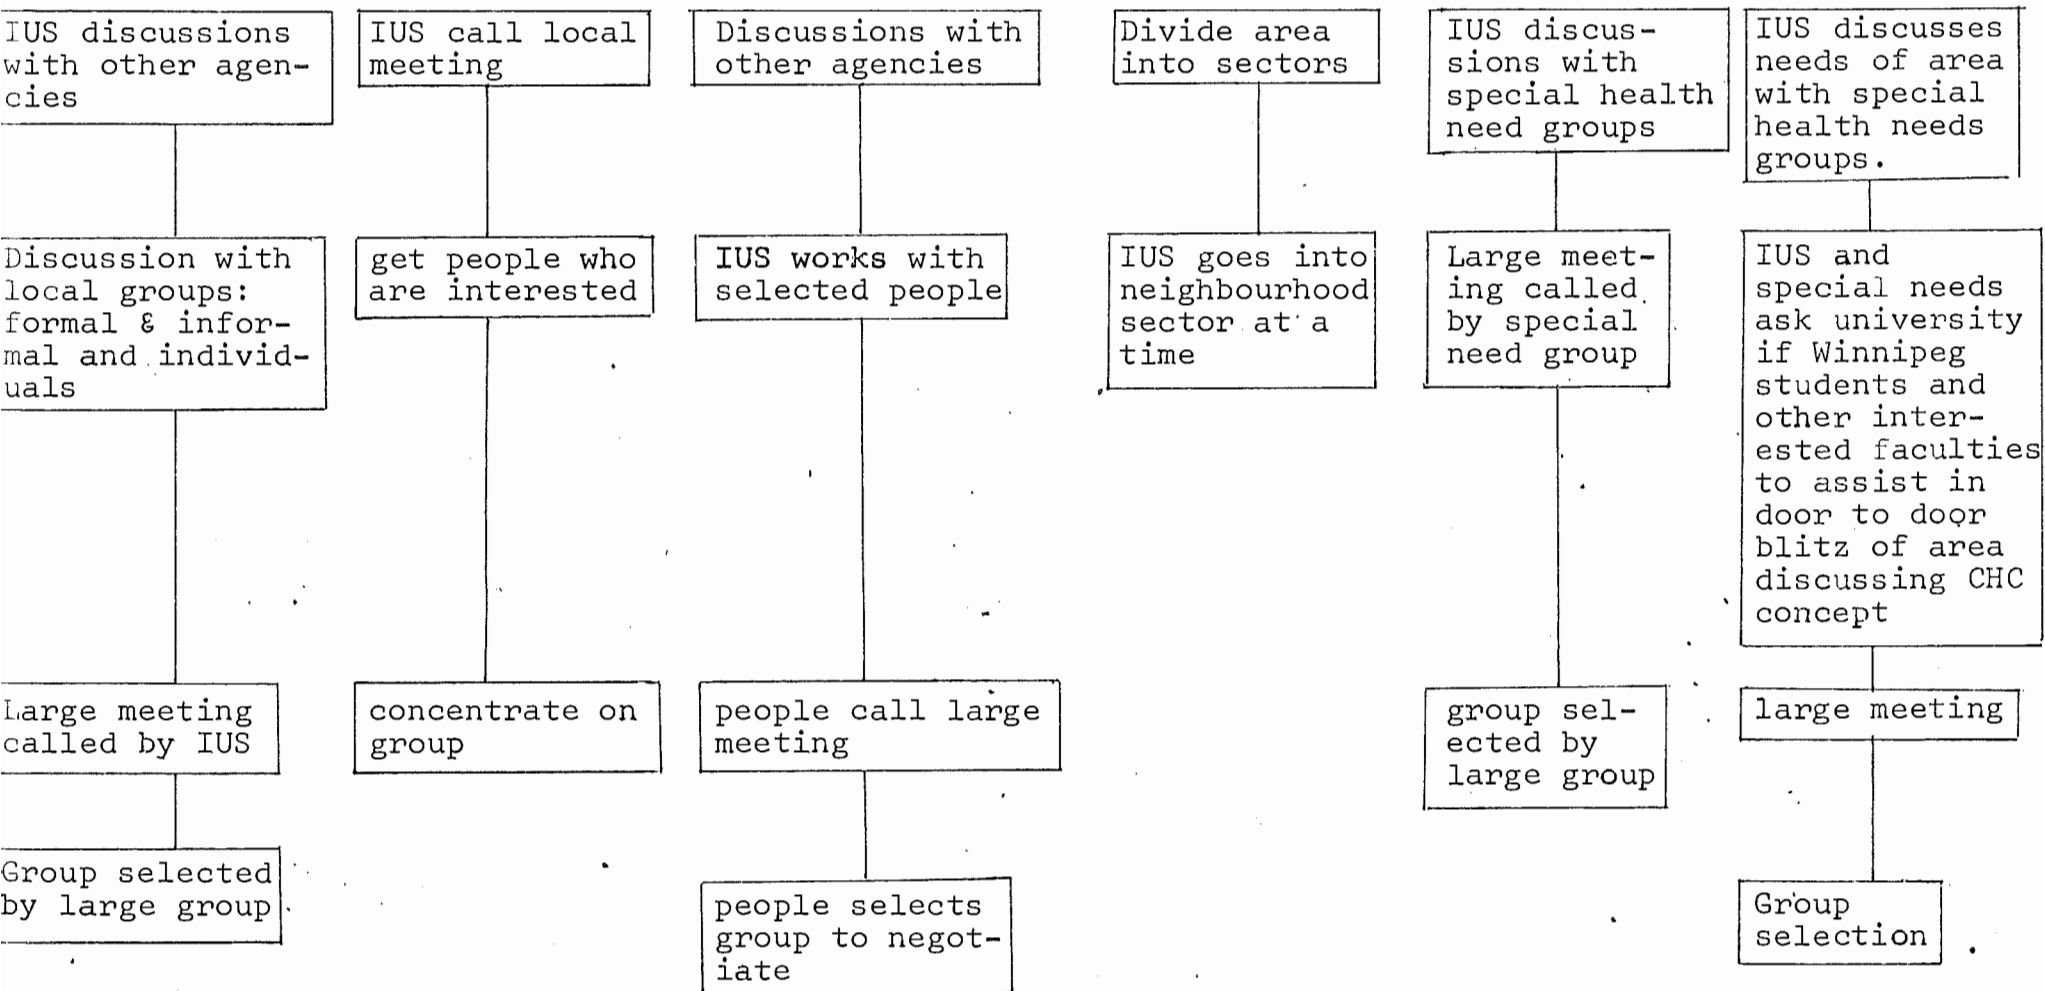 IUS discussions
with other agen-
cies
Discussion with
local groups:
formal & infor-
mal and individ-
uals
Large meeting
called by IUS
Group selected
by large group
IUS call local
meeting
get people who
are interested
concentrate on
group
Discussions with
other agencies
IUS works with
selected people
people call large
meeting
people selects
group to negot-
iate
Divide area
into sectors
IUS goes into
neighbourhood
sector at a
time
IUS discus-
sions with
special health
need groups
Large meet-
ing called
by special
need group
group sel-
ected by
large group
IUS discusses
needs of area
with special
health needs
groups.
IUS and
special needs
ask university
if Winnipeg
students and
other inter-
ested faculties
to assist in
door to door
blitz of area
discussing CHC
concept
large meeting
Group
selection